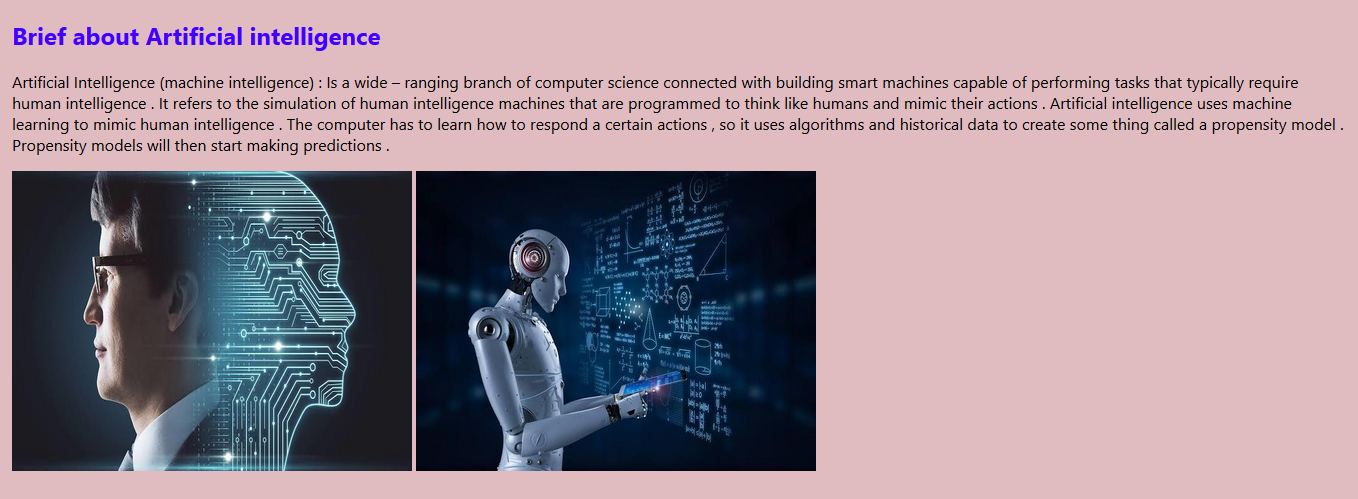 Brief about Artificial intelligence
Artificial Intelligence (machine intelligence) : Is a wide – ranging branch of computer science connected with building smart machines capable of performing tasks that typically require
human intelligence . It refers to the simulation of human intelligence machines that are programmed to think like humans and mimic their actions . Artificial intelligence uses machine
learning to mimic human intelligence . The computer has to learn how to respond a certain actions , so it uses algorithms and historical data to create some thing called a propensity model .
Propensity models will then start making predictions .